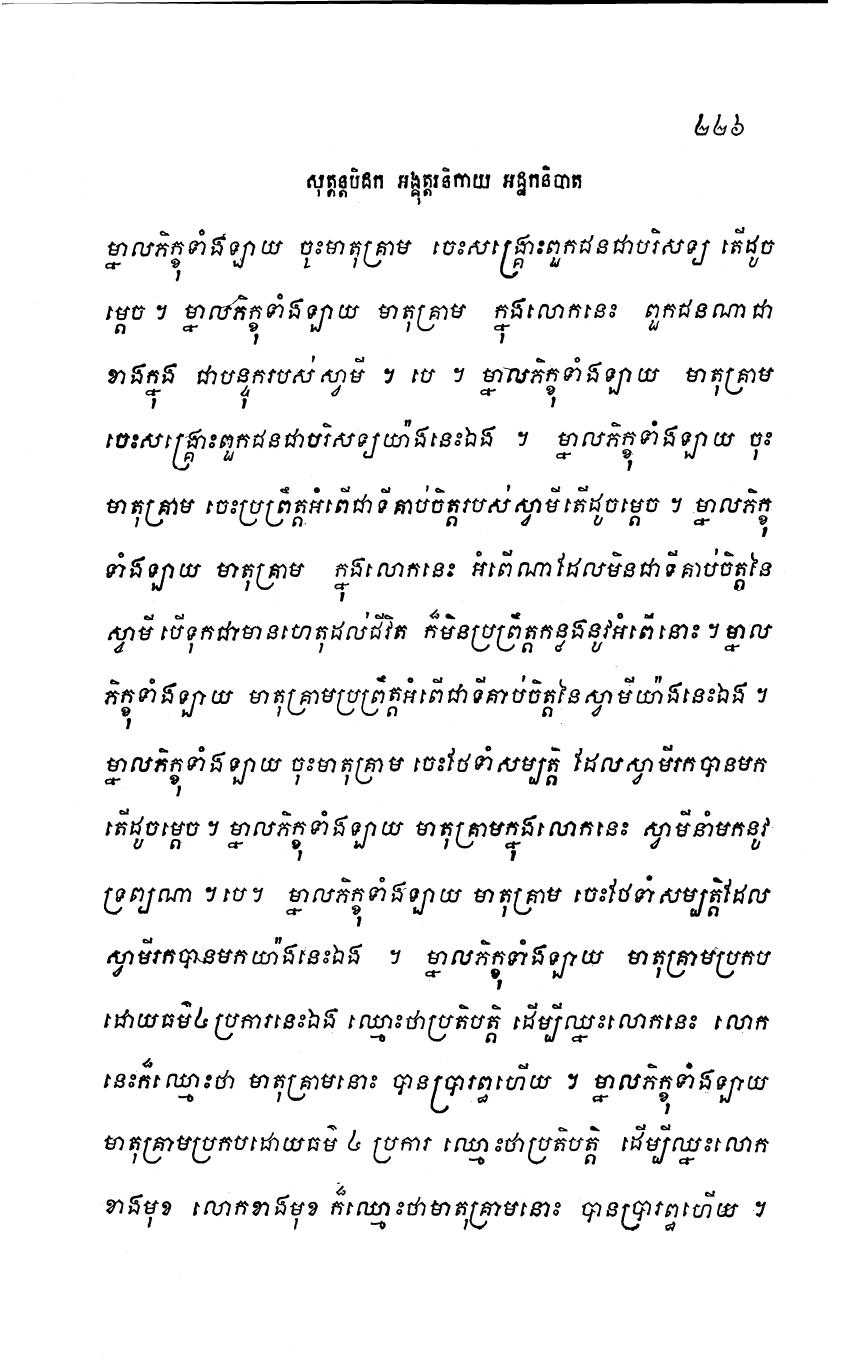 ២២៦
សុត្តន្តបិដក អង្គុត្តរនិកាយ អដ្ឋកនិបាត
ម្នាលភិក្ខុទាំងឡាយ ចុះមាតុគ្រាម ចេះសង្គ្រោះពួកជនជាបរិសទ្យ តើដូច
ម្តេច ។ ម្នាលភិក្ខុទាំងឡាយ មាតុគ្រាម ក្នុងលោកនេះ ពួកជនណាជា
ខាងក្នុង ជាបន្ទុករបស់ស្វាមី ។ បេ ។ ម្នាលភិក្ខុទាំងឡាយ មាតុគ្រាម
ចេះសង្គ្រោះពួកជនជាបរិសទ្យយ៉ាងនេះឯង ។ ម្នាលភិក្ខុទាំងឡាយ ចុះ
មាតុគ្រាម ចេះប្រព្រឹត្តអំពើជាទីគាប់ចិត្តរបស់ស្វាមីតើដូចម្តេច ។ ម្នាលភិក្ខុ
ទាំងឡាយ មាតុគ្រាម ក្នុងលោកនេះ អំពើណាដែលមិនជាទីគាប់ចិត្តនៃ
ស្វាមី បើទុកជាមានហេតុដល់ជីវិត ក៏មិនប្រព្រឹត្តកន្លងនូវអំពើនោះ ។ ម្នាល
ភិក្ខុទាំងឡាយ មាតុគ្រាមប្រព្រឹត្តអំពើជាទីគាប់ចិត្តនៃស្វាមីយ៉ាងនេះឯង ។
ម្នាលភិក្ខុទាំងឡាយ ចុះមាតុគ្រាម ចេះថែទាំសម្បត្តិ ដែលស្វាមីរកបានមក
តើដូចម្តេច ។ ម្នាលភិក្ខុទាំងឡាយ មាតុគ្រាមក្នុងលោកនេះ ស្វាមីនាំមកនូវ
ទ្រព្យណា ។ បេ ។ ម្នាលភិក្ខុទាំងឡាយ មាតុគ្រាម ចេះថែទាំសម្បត្តិដែល
ស្វាមីរកបានមកយ៉ាងនេះឯង ។ ម្នាលភិក្ខុទាំងឡាយ មាតុគ្រាមប្រកប
ដោយធម៌ ៤ ប្រការនេះឯង ឈ្មោះថាប្រតិបត្តិ ដើម្បីឈ្នះលោកនេះ លោក
នេះក៏ឈ្មោះថា មាតុគ្រាមនោះ បានប្រារព្ធហើយ ។ ម្នាលភិក្ខុទាំងឡាយ
មាតុគ្រាមប្រកបដោយធម៌ ៤ ប្រការ ឈ្មោះថាប្រតិបត្តិ ដើម្បីឈ្នះលោក
ខាងមុខ លោកខាងមុខ ក៏ឈ្មោះថាមាតុគ្រាមនោះ បានប្រារព្ធហើយ ។